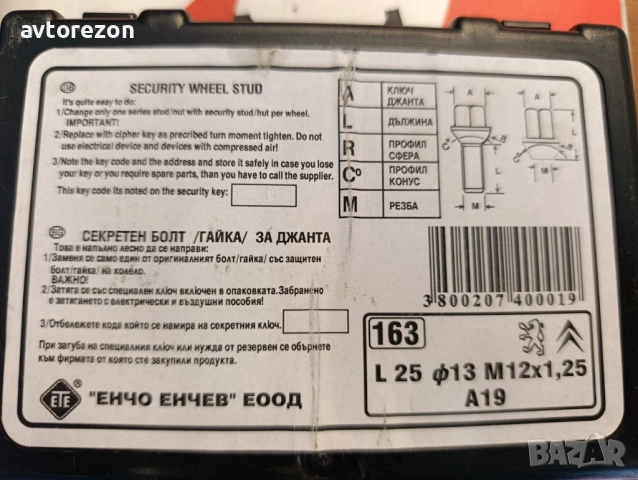 avtorezon
GB SECURITY WHEEL STUD
It's quite easy to do:
1/Change only one series stud/nut with security stud/hut per wheel.
IMPORTANT!
2/Replace with cipher key as precribed turn moment tighten. Do not
use electrical device and devices with compressed air!
3/Note the key code and the address and store it safely in case you lose
your key or you require spare parts, than have to call the supplier.
This key code its noted on the security key:
BG СЕКРЕТЕН БОЛТ /ГАЙКА/ ЗА ДЖАНТА
Това е напълно лесно да се направи:
1/Заменя се само един от оригиналният болт/гайка/ със защитен
болт/гайка/ на колело.
ВАЖНО!
2/Затяга се със специален ключ включен в опаковката. Забранено
е затягането с електрически и въздушни пособия!
3/Отбележете кода който се намира на секретния ключ.
При загуба на специалния ключ или нужда от резервен се обърнете
към фирмата от която сте закупили продукта.
ETE ® "ЕНЧО ЕНЧЕВ" ЕООД
A КЛЮЧ
ДЖАНТА
L ДЪЛЖИНА
R ПРОФИЛ
СФЕРА
C° ПРОФИЛ
КОНУС
M РЕЗБА
A A
L
C° R C° R
L
M M
3 800207 400019
163
L 25 ф13 M12x1,25
A19
BAZAR